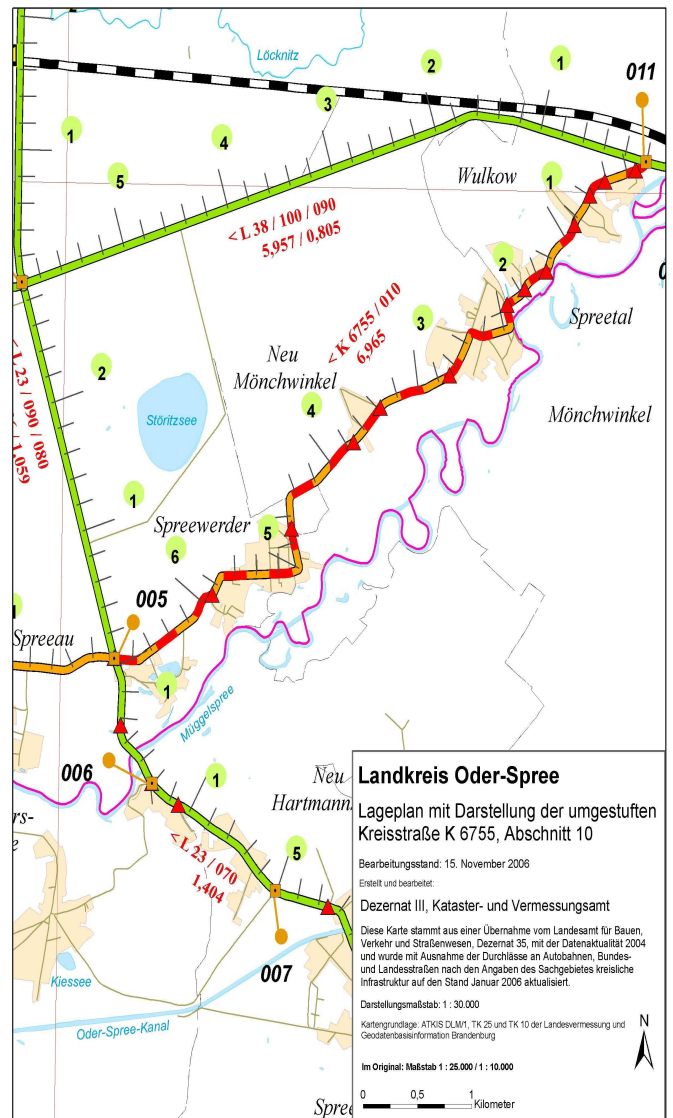 2
Löcknitz
1
2
011
3
1
4
5
Wulkow
1
< L 38 / 100 / 090
5,957 / 0,805
2
< K 6755 / 010
6,965
3
Spreetal
2
Neu
Mönchwinkel
4
Mönchwinkel
Störitzsee
< L 23 / 090 / 080
1,059
1
Spreewerder
5
6
005
Spreeau
1
Müggelspree
006
1
Neu
Hartmann
rs-
e
< L 23 / 070
1,404
5
007
Kiessee
Oder-Spree-Kanal
Spree
Landkreis Oder-Spree
Lageplan mit Darstellung der umgestuften
Kreisstraße K 6755, Abschnitt 10
Bearbeitungsstand: 15. November 2006
Erstellt und bearbeitet:
Dezernat III, Kataster- und Vermessungsamt
Diese Karte stammt aus einer Übernahme vom Landesamt für Bauen,
Verkehr und Straßenwesen, Dezernat 35, mit der Datenaktualität 2004
und wurde mit Ausnahme der Durchlässe an Autobahnen, Bundes-
und Landesstraßen nach den Angaben des Sachgebietes kreisliche
Infrastruktur auf den Stand Januar 2006 aktualisiert.
Darstellungsmaßstab: 1 : 30.000
Kartengrundlage: ATKIS DLM/1, TK 25 und TK 10 der Landesvermessung und
Geodatenbasisinformation Brandenburg
N
Im Original: Maßstab 1 : 25.000 / 1 : 10.000
0 0,5 1
Kilometer